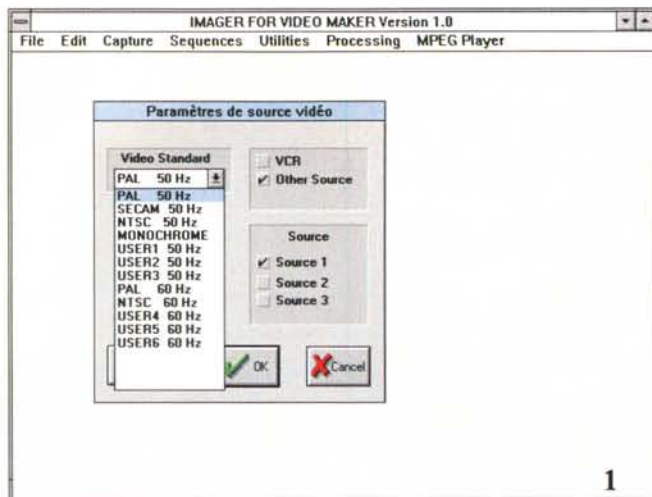 IMAGER FOR VIDEO MAKER Version 1.0
File Edit Capture Sequences Utilities Processing MPEG Player
Paramètres de source vidéo
Video Standard
PAL 50 Hz
PAL 50 Hz
SECAM 50 Hz
NTSC 50 Hz
MONOCHROME
USER1 50 Hz
USER2 50 Hz
USER3 50 Hz
PAL 60 Hz
NTSC 60 Hz
USER4 60 Hz
USER5 60 Hz
USER6 60 Hz
VCR
Other Source
Source
Source 1
Source 2
Source 3
OK
Cancel
1